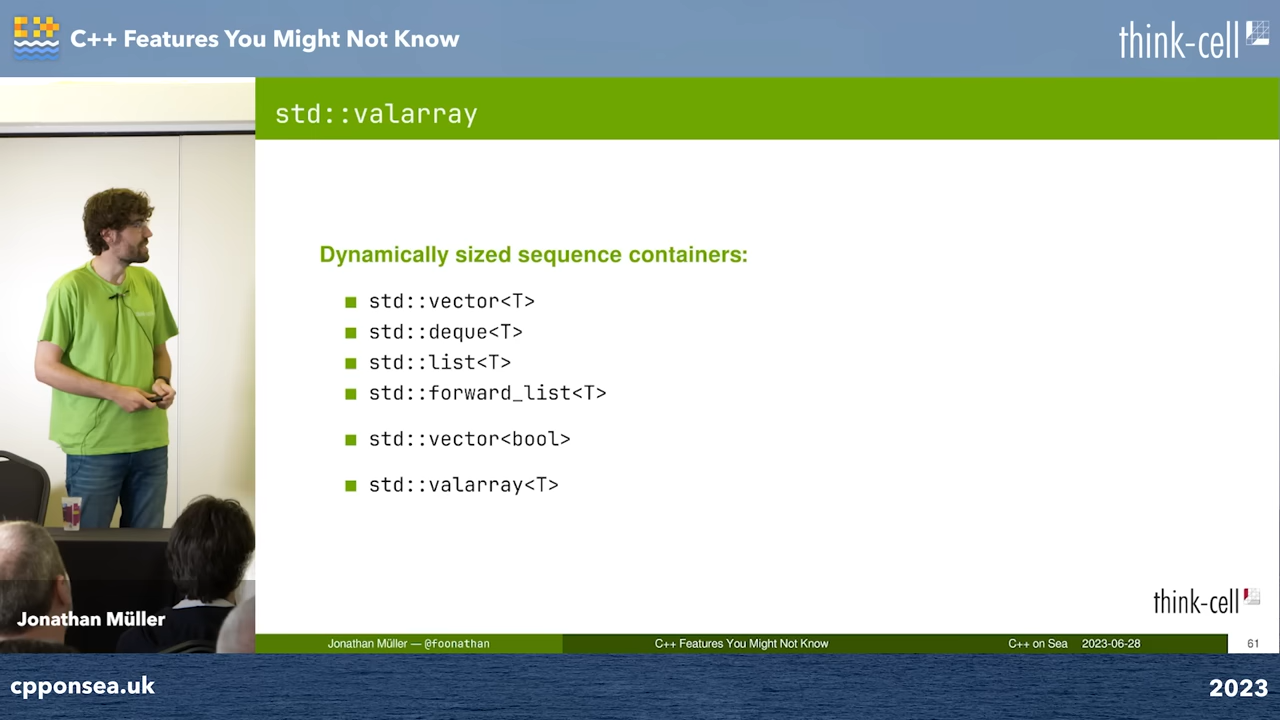 C++ Features You Might Not Know
think-cell
std::valarray
Dynamically sized sequence containers:
std::vector<T>
std::deque<T>
std::list<T>
std::forward_list<T>
std::vector<bool>
std::valarray<T>
think-cell
Jonathan Müller
Jonathan Müller — @foonathan
C++ Features You Might Not Know
C++ on Sea
2023-06-28
61
cpponsea.uk
2023